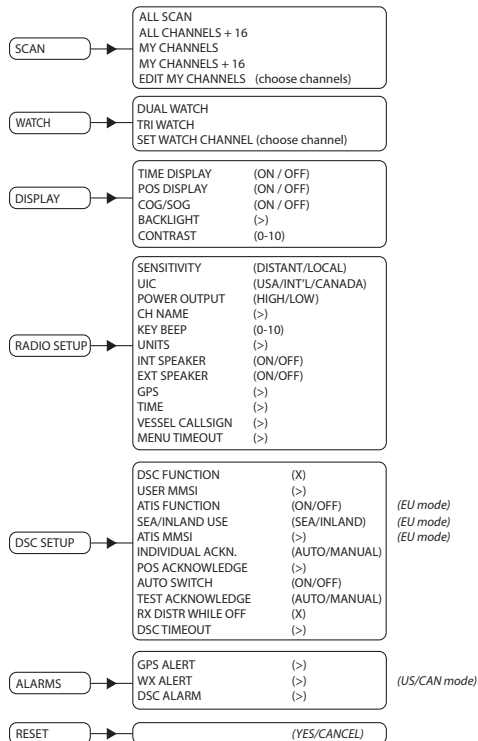 SCAN
ALL SCAN
ALL CHANNELS + 16
MY CHANNELS
MY CHANNELS + 16
EDIT MY CHANNELS (choose channels)
WATCH
DUAL WATCH
TRI WATCH
SET WATCH CHANNEL (choose channel)
DISPLAY
TIME DISPLAY (ON / OFF)
POS DISPLAY (ON / OFF)
COG/SOG (ON / OFF)
BACKLIGHT (>)
CONTRAST (0-10)
RADIO SETUP
SENSITIVITY (DISTANT/LOCAL)
UIC (USA/INT'L/CANADA)
POWER OUTPUT (HIGH/LOW)
CH NAME (>)
KEY BEEP (0-10)
UNITS (>)
INT SPEAKER (ON/OFF)
EXT SPEAKER (ON/OFF)
GPS (>)
TIME (>)
VESSEL CALLSIGN (>)
MENU TIMEOUT (>)
DSC SETUP
DSC FUNCTION (X)
USER MMSI (>)
ATIS FUNCTION (ON/OFF) (EU mode)
SEA/INLAND USE (SEA/INLAND) (EU mode)
ATIS MMSI (>) (EU mode)
INDIVIDUAL ACKN. (AUTO/MANUAL)
POS ACKNOWLEDGE (>)
AUTO SWITCH (ON/OFF)
TEST ACKNOWLEDGE (AUTO/MANUAL)
RX DISTR WHILE OFF (X)
DSC TIMEOUT (>)
ALARMS
GPS ALERT (>)
WX ALERT (>) (US/CAN mode)
DSC ALARM (>)
RESET
(YES/CANCEL)